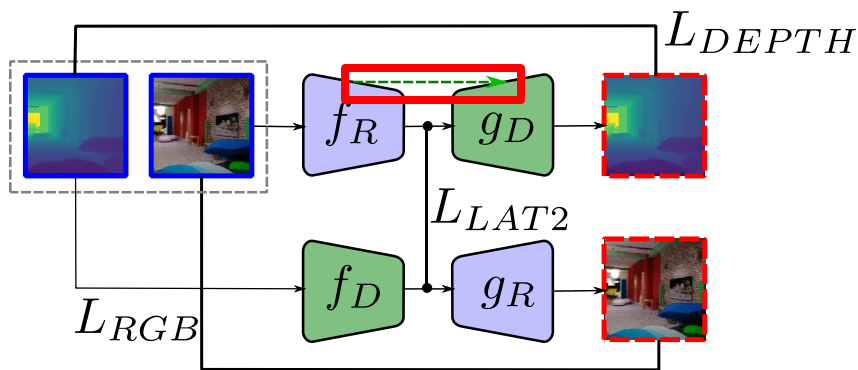 L_{DEPTH}
f_R
g_D
L_{LAT2}
f_D
g_R
L_{RGB}